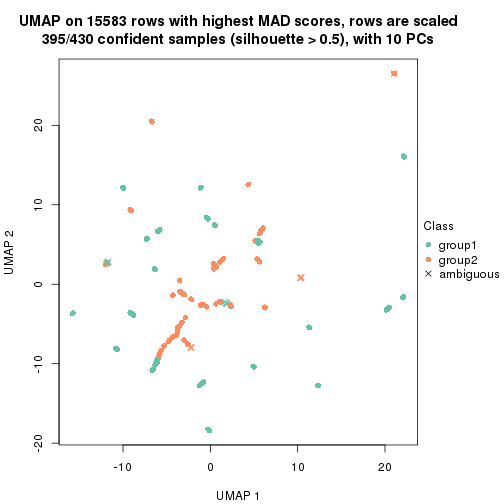 UMAP on 15583 rows with highest MAD scores, rows are scaled
395/430 confident samples (silhouette > 0.5), with 10 PCs
20
10
0
-10
-20
UMAP 2
-10
0
10
20
UMAP 1
Class
group1
group2
ambiguous